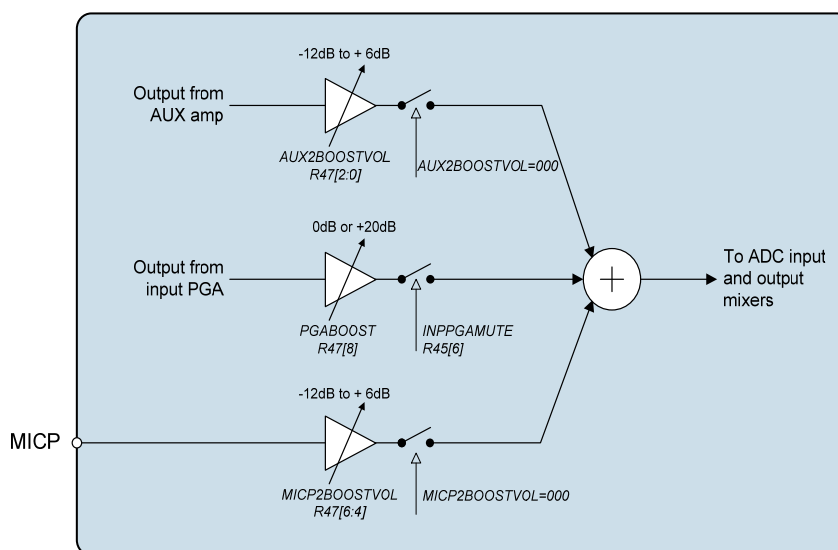 -12dB to + 6dB
Output from
AUX amp
AUX2BOOSTVOL
R47[2:0]
AUX2BOOSTVOL=000
0dB or +20dB
Output from
input PGA
PGABOOST
R47[8]
INPPGAMUTE
R45[6]
+
To ADC input
and output
mixers
-12dB to + 6dB
MICP
MICP2BOOSTVOL
R47[6:4]
MICP2BOOSTVOL=000